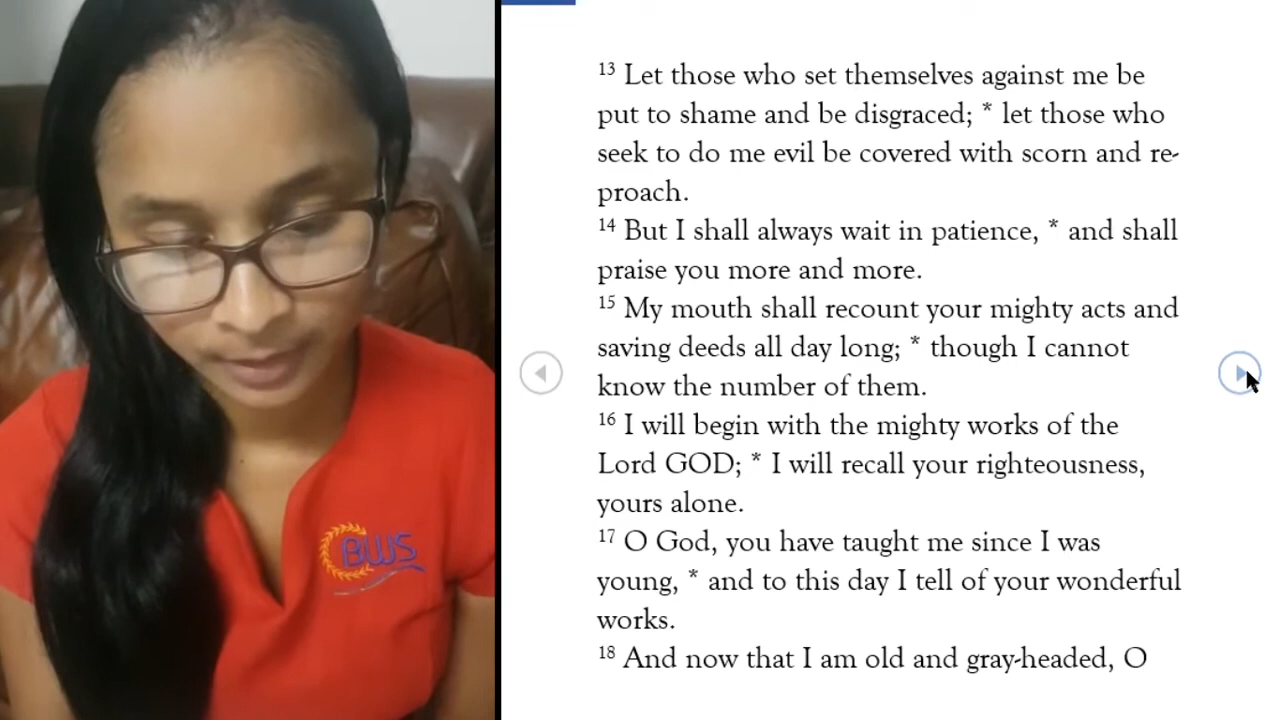 BWS
13 Let those who set themselves against me be
put to shame and be disgraced; * let those who
seek to do me evil be covered with scorn and re-
proach.
14 But I shall always wait in patience, * and shall
praise you more and more.
15 My mouth shall recount your mighty acts and
saving deeds all day long; * though I cannot
know the number of them.
16 I will begin with the mighty works of the
Lord GOD; * I will recall your righteousness,
yours alone.
17 O God, you have taught me since I was
young, * and to this day I tell of your wonderful
works.
18 And now that I am old and gray-headed, O